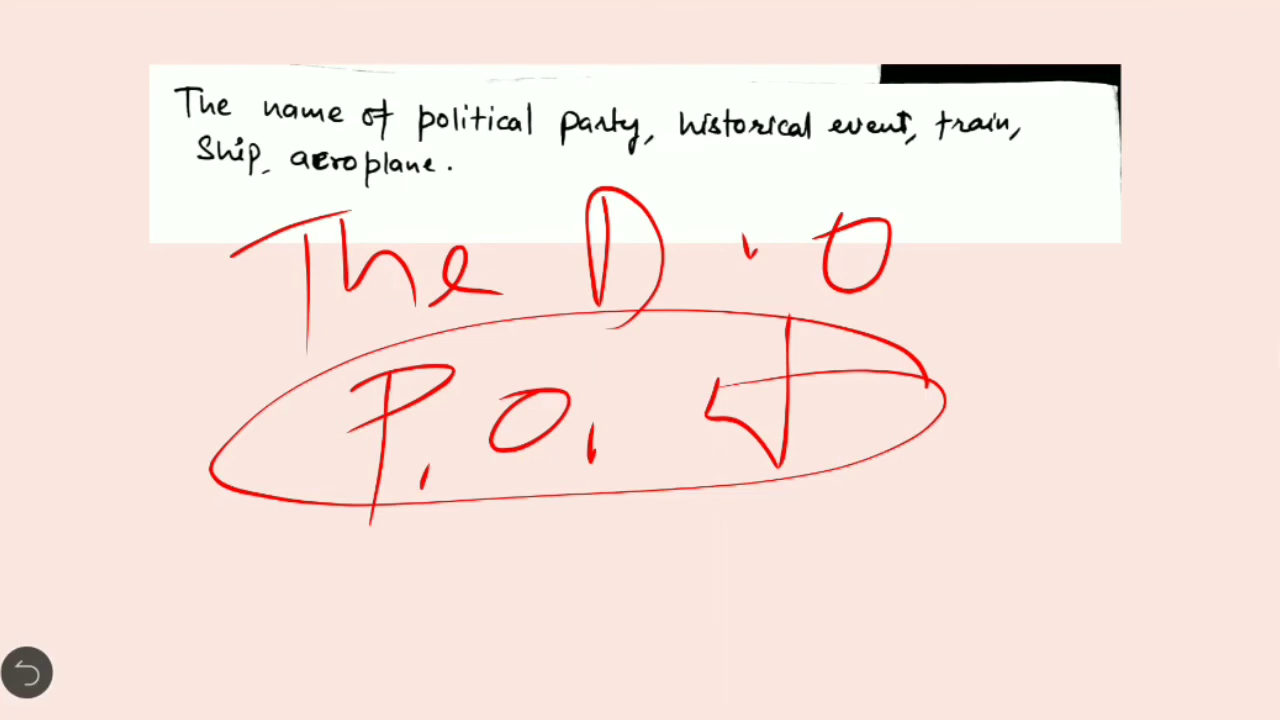 The name of political party, historical event, train,
Ship, aeroplane.
The D. O
P. O.